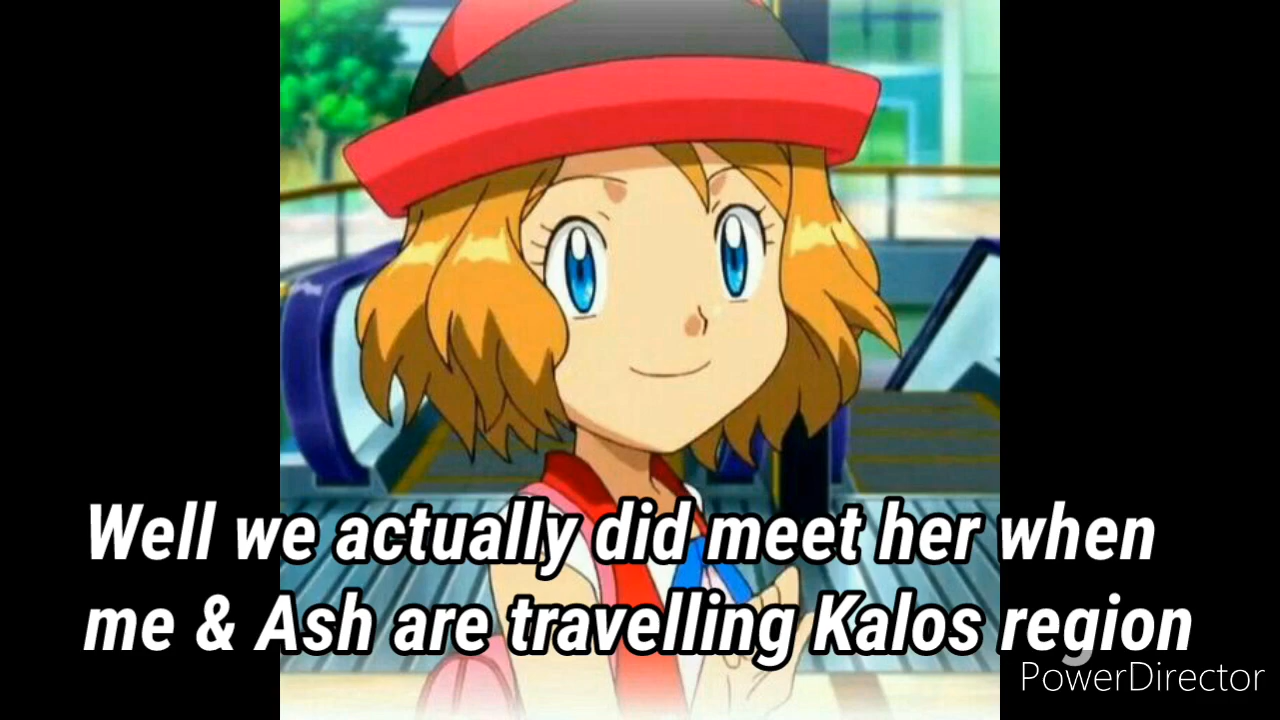 Well we actually did meet her when
me & Ash are travelling Kalos region
PowerDirector